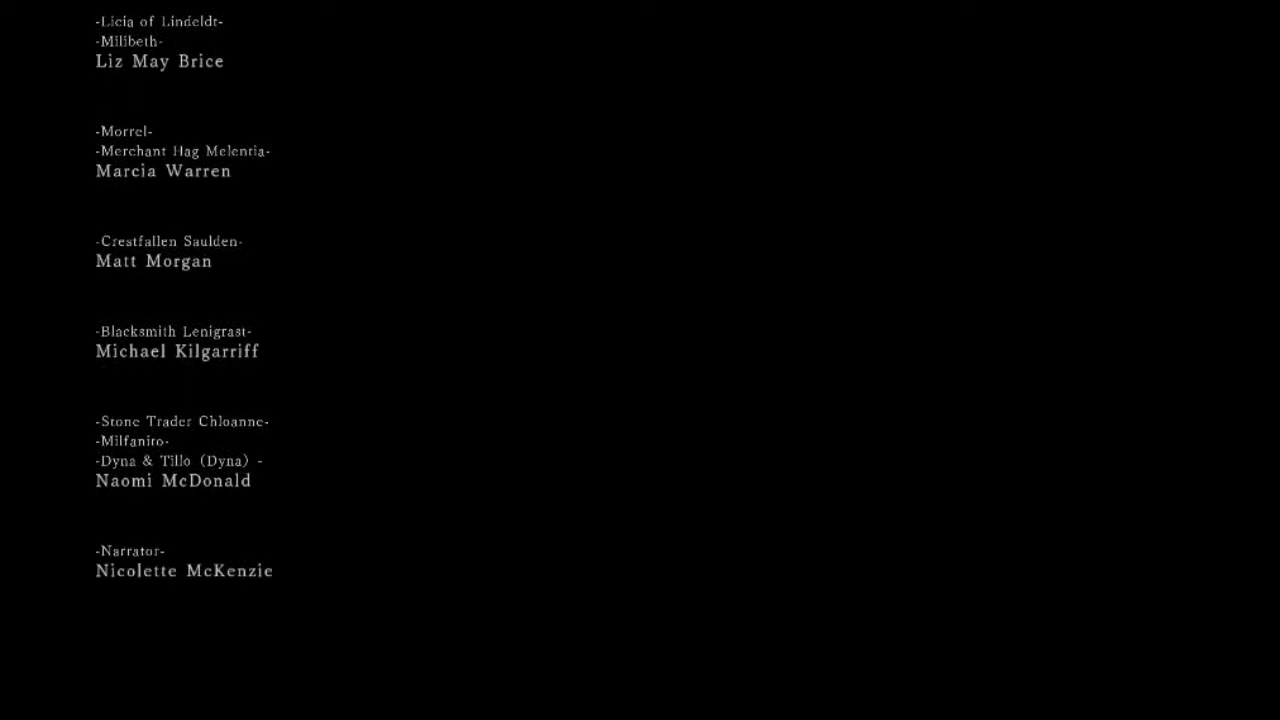 -Licia of Lindeldt-
-Milibeth-
Liz May Brice
-Morrel-
-Merchant Hag Melentia-
Marcia Warren
-Crestfallen Saulden-
Matt Morgan
-Blacksmith Lenigrast-
Michael Kilgarriff
-Stone Trader Chloanne-
-Milfanito-
-Dyna & Tillo (Dyna) -
Naomi McDonald
-Narrator-
Nicolette McKenzie